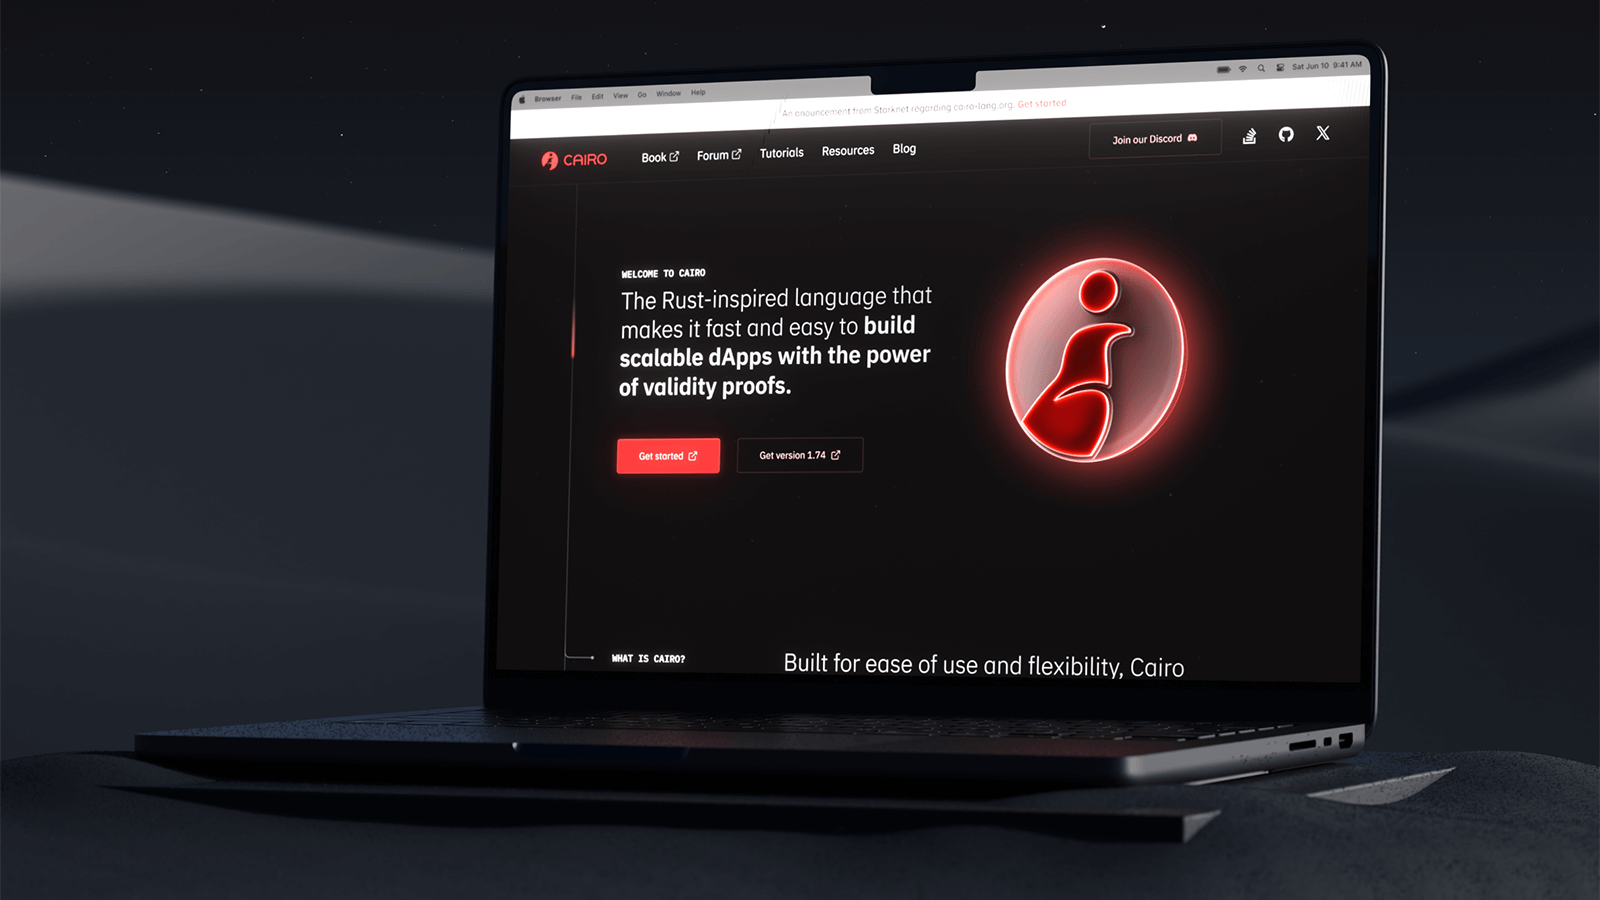 Browser File Edit View Go Window Help
Sat Jun 10 9:41 AM
An anouncement from Starknet regarding cairo-lang.org. Get started
CAIRO
Book
Forum
Tutorials
Resources
Blog
Join our Discord
WELCOME TO CAIRO
The Rust-inspired language that
makes it fast and easy to build
scalable dApps with the power
of validity proofs.
Get started
Get version 1.74
WHAT IS CAIRO?
Built for ease of use and flexibility, Cairo